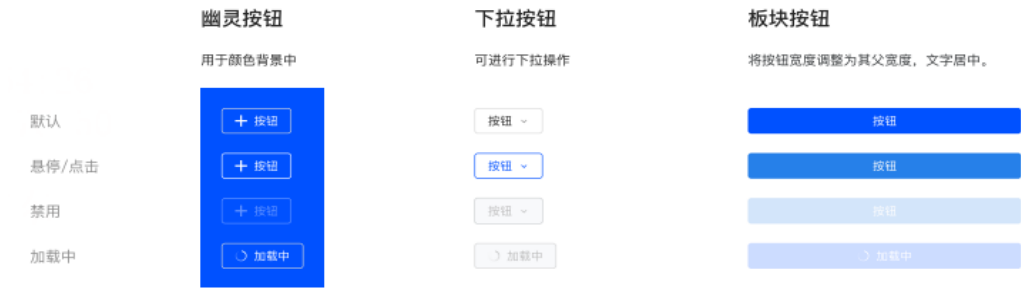 幽灵按钮 下拉按钮 板块按钮
用于颜色背景中 可进行下拉操作 将按钮宽度调整为其父宽度，文字居中。
默认 按钮 按钮 按钮
悬停/点击 按钮 按钮 按钮
禁用 按钮 按钮 按钮
加载中 加载中 加载中 加载中